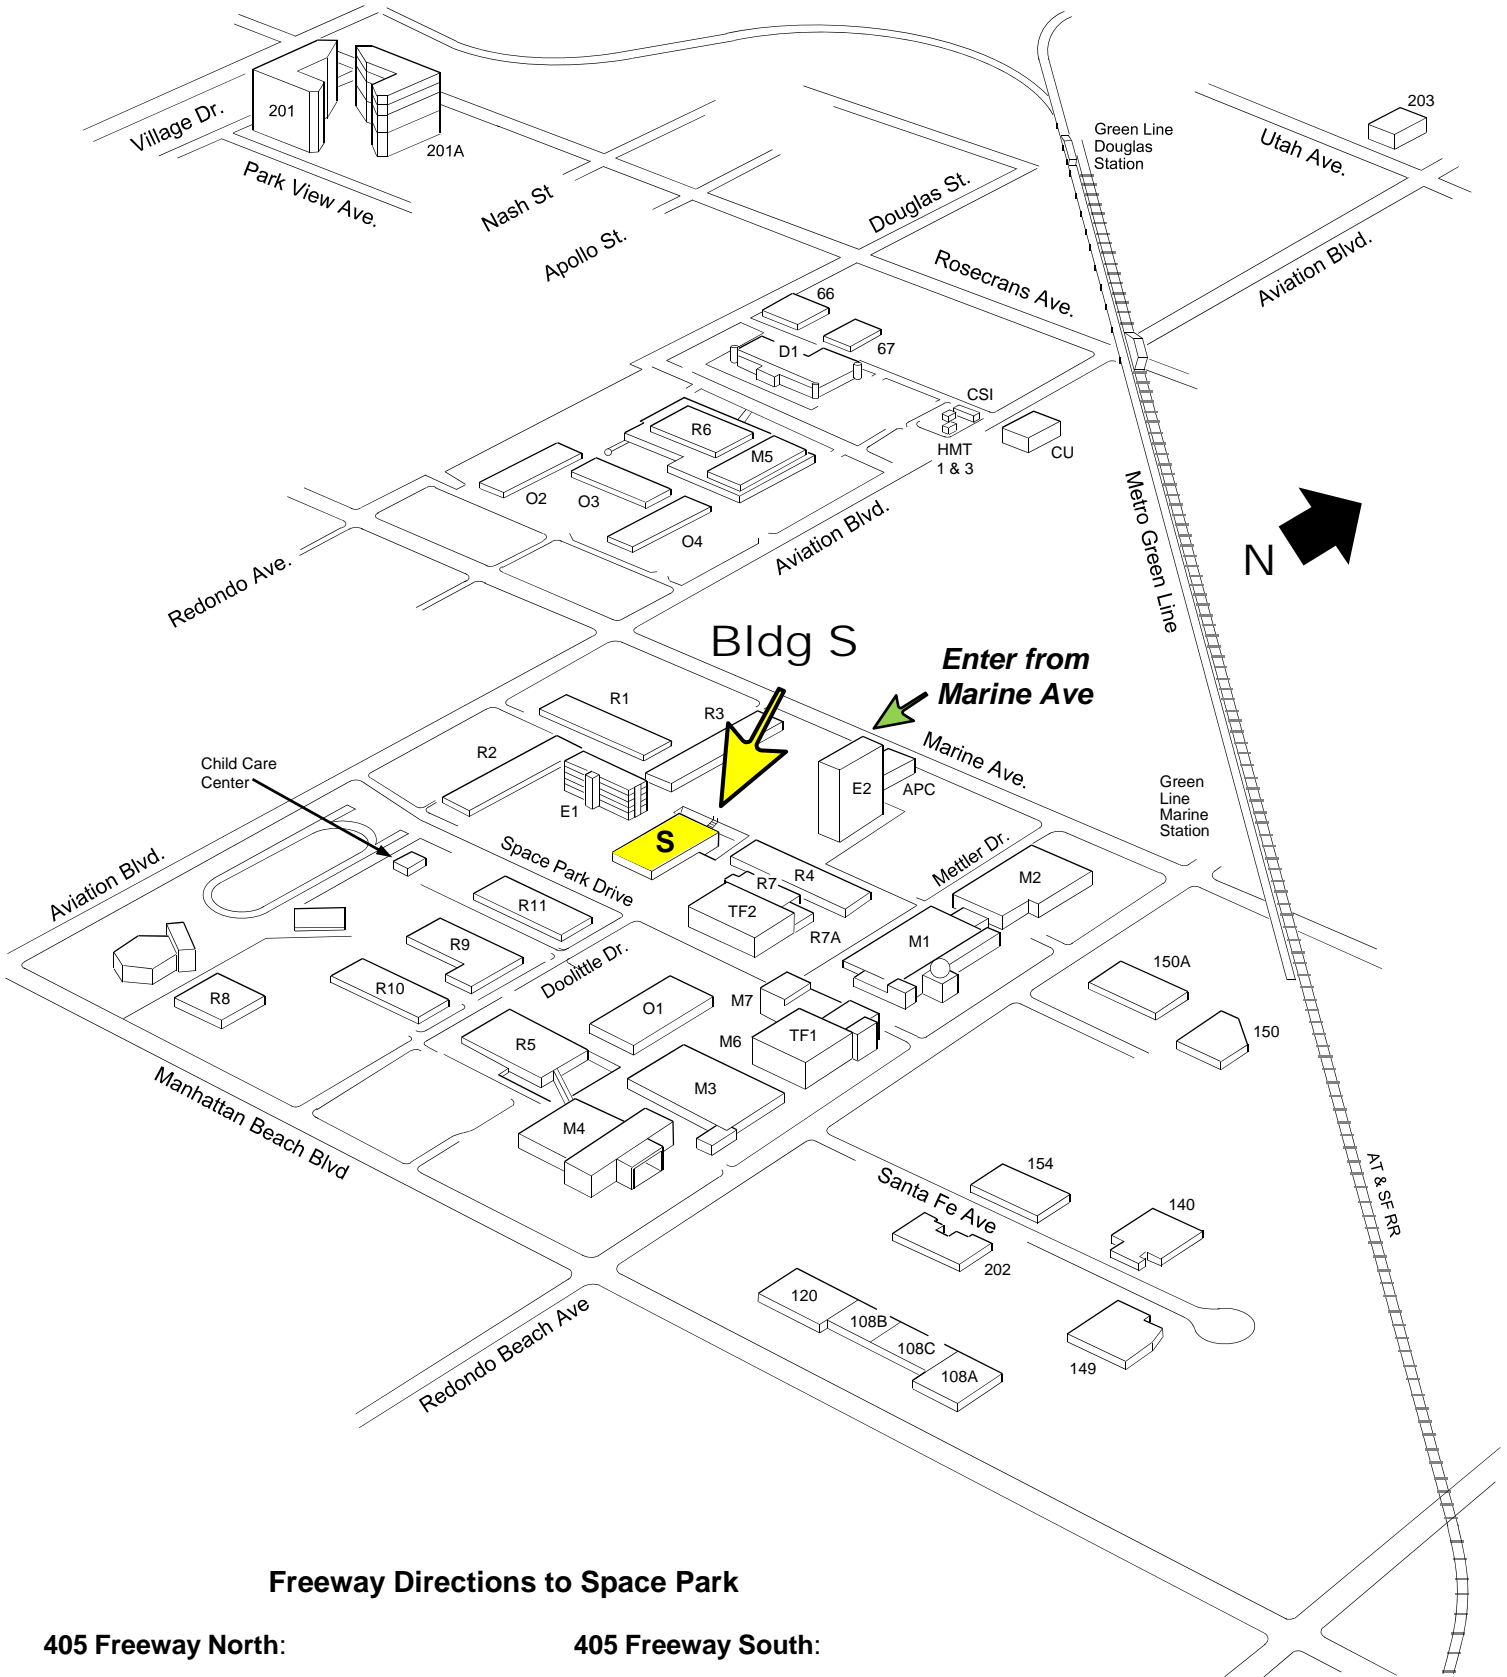 203
Green Line
Douglas
Station
201
Village Dr.
201A
Utah Ave.
Park View Ave.
Nash St
Douglas St.
Apollo St.
Rosecrans Ave.
Aviation Blvd.
66
67
D1
CSI
R6
M5
HMT
1 & 3
CU
O2
O3
O4
Metro Green Line
Aviation Blvd.
N
Redondo Ave.
Bldg S
Enter from
Marine Ave
R1
R3
R2
Marine Ave.
Child Care
Center
E1
E2
APC
Green
Line
Marine
Station
S
Space Park Drive
Mettler Dr.
Aviation Blvd.
R4
R7
M2
R11
TF2
R7A
R9
M1
Doolittle Dr.
150A
R10
R8
M7
O1
150
R5
M6
TF1
Manhattan Beach Blvd
M3
M4
154
Santa Fe Ave
AT & SF RR
140
202
120
108B
108C
108A
149
Redondo Beach Ave
Freeway Directions to Space Park
405 Freeway North:
405 Freeway South: